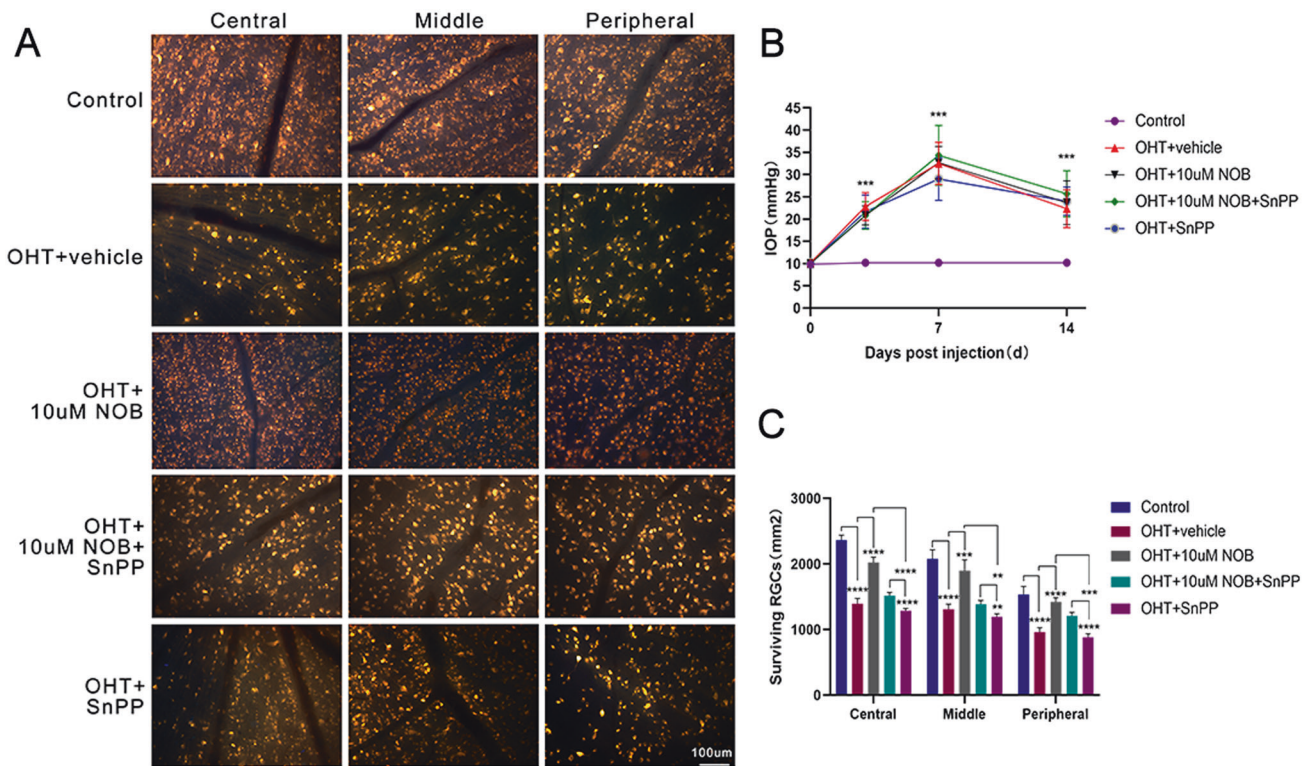 A
Central
Middle
Peripheral
Control
OHT+vehicle
OHT+
10uM NOB
OHT+
10uM NOB+
SnPP
OHT+
SnPP
100um
B
IOP(mmHg)
45
40
35
30
25
20
15
10
5
0
***
***
***
0
7
14
Days post injection(d)
Control
OHT+vehicle
OHT+10uM NOB
OHT+10uM NOB+SnPP
OHT+SnPP
C
Surviving RGCs(mm2)
3000
2000
1000
0
****
****
****
****
****
***
**
**
****
****
***
****
Central
Middle
Peripheral
Control
OHT+vehicle
OHT+10uM NOB
OHT+10uM NOB+SnPP
OHT+SnPP